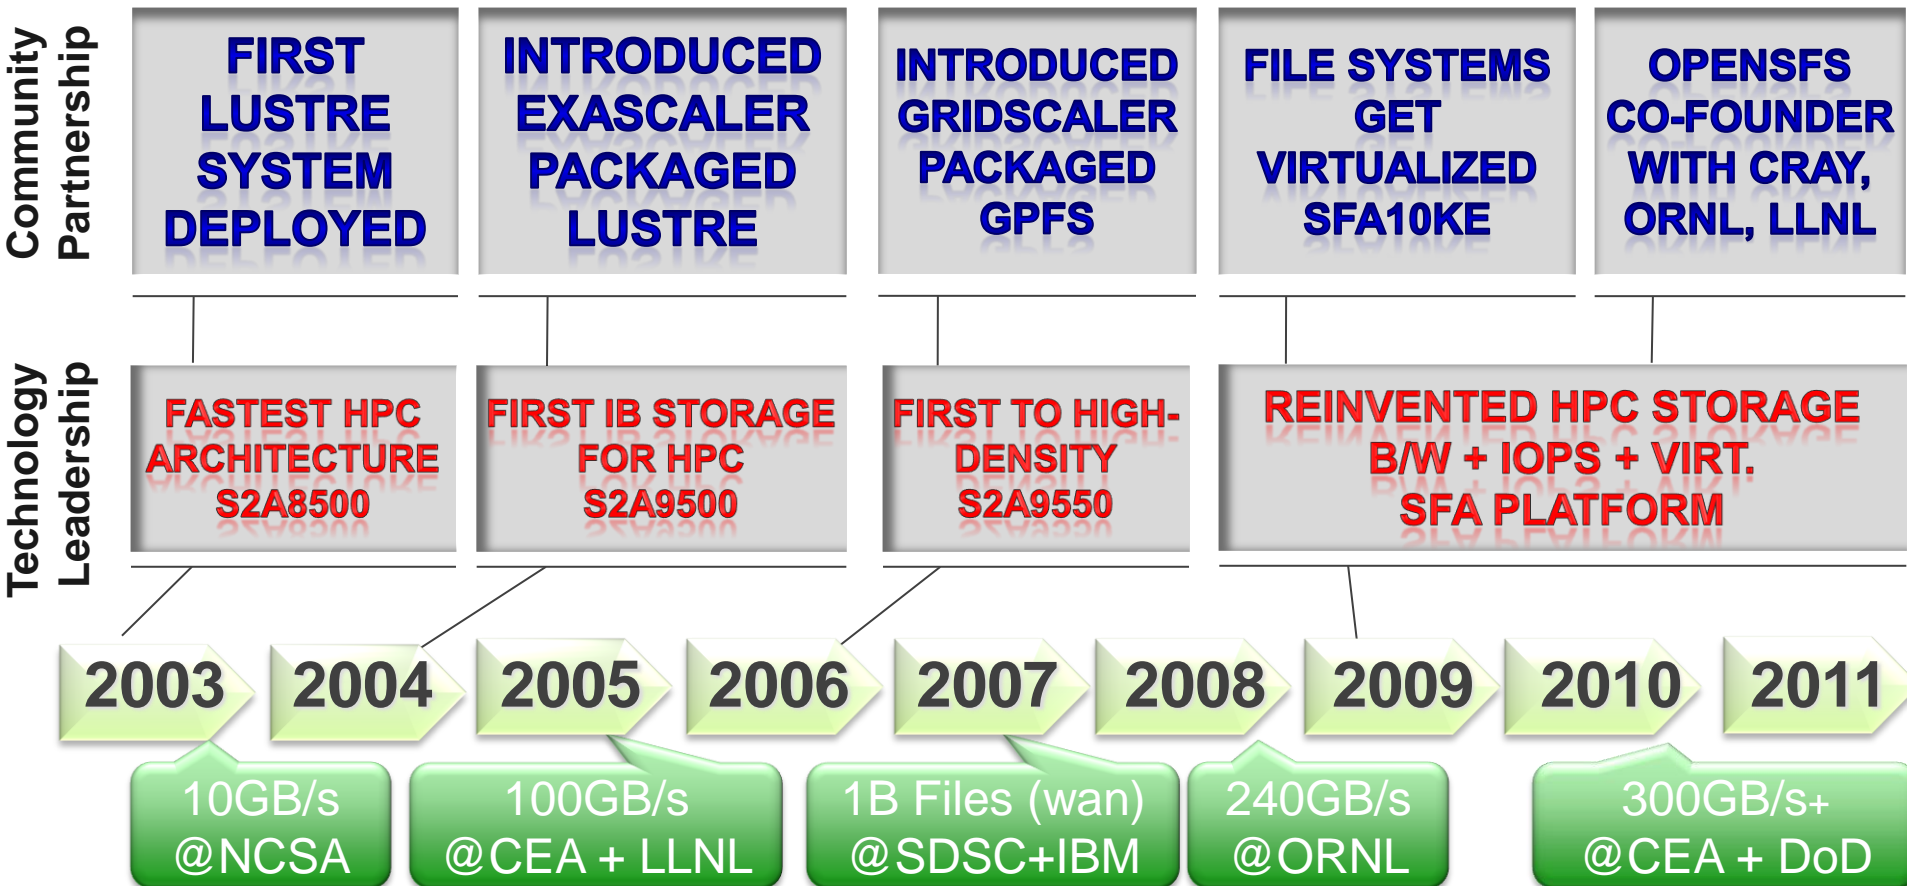 Community
Partnership
FIRST
LUSTRE
SYSTEM
DEPLOYED
INTRODUCED
EXASCALER
PACKAGED
LUSTRE
INTRODUCED
GRIDSCALER
PACKAGED
GPFS
FILE SYSTEMS
GET
VIRTUALIZED
SFA10KE
OPENSFS
CO-FOUNDER
WITH CRAY,
ORNL, LLNL
Technology
Leadership
FASTEST HPC
ARCHITECTURE
S2A8500
FIRST IB STORAGE
FOR HPC
S2A9500
FIRST TO HIGH-
DENSITY
S2A9550
REINVENTED HPC STORAGE
B/W + IOPS + VIRT.
SFA PLATFORM
2003
2004
2005
2006
2007
2008
2009
2010
2011
10GB/s
@NCSA
100GB/s
@CEA + LLNL
1B Files (wan)
@SDSC+IBM
240GB/s
@ORNL
300GB/s+
@CEA + DoD